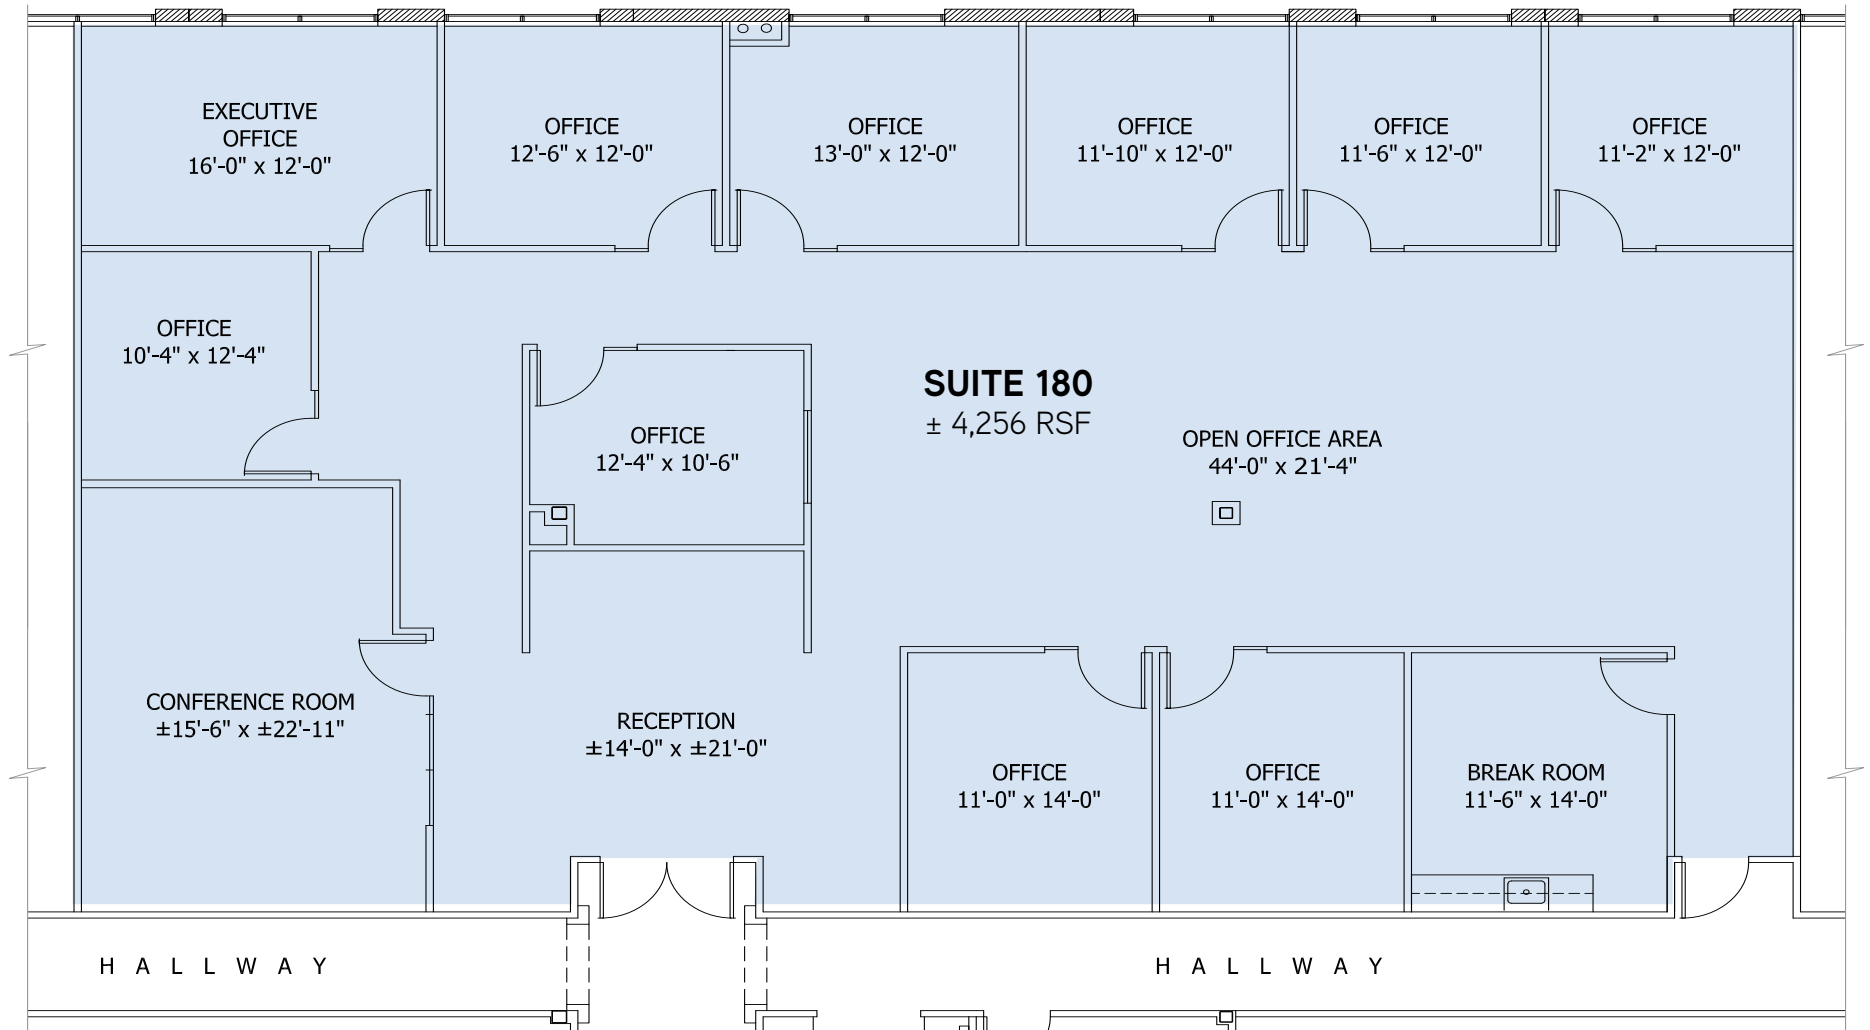 EXECUTIVE
OFFICE
16'-0" x 12'-0"
OFFICE
12'-6" x 12'-0"
OFFICE
13'-0" x 12'-0"
OFFICE
11'-10" x 12'-0"
OFFICE
11'-6" x 12'-0"
OFFICE
11'-2" x 12'-0"
OFFICE
10'-4" x 12'-4"
OFFICE
12'-4" x 10'-6"
SUITE 180
± 4,256 RSF
OPEN OFFICE AREA
44'-0" x 21'-4"
CONFERENCE ROOM
±15'-6" x ±22'-11"
RECEPTION
±14'-0" x ±21'-0"
OFFICE
11'-0" x 14'-0"
OFFICE
11'-0" x 14'-0"
BREAK ROOM
11'-6" x 14'-0"
HALLWAY
HALLWAY